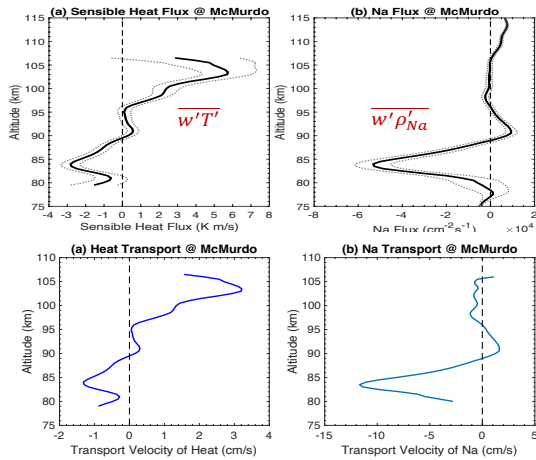 (a) Sensible Heat Flux @ McMurdo
115
110
105
100
95
90
85
80
75
Altitude (km)
w'T'
-4 -3 -2 -1 0 1 2 3 4 5 6 7 8
Sensible Heat Flux (K m/s)
(b) Na Flux @ McMurdo
115
110
105
100
95
90
85
80
75
Altitude (km)
w'ρ'Na
-8 -6 -4 -2 0 2
Na Flux (cm⁻²s⁻¹) ×10⁴
(a) Heat Transport @ McMurdo
110
105
100
95
90
85
80
75
Altitude (km)
-2 -1 0 1 2 3 4
Transport Velocity of Heat (cm/s)
(b) Na Transport @ McMurdo
110
105
100
95
90
85
80
75
Altitude (km)
-15 -10 -5 0 5
Transport Velocity of Na (cm/s)